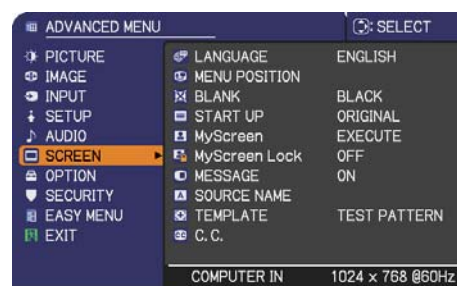 ADVANCED MENU
: SELECT
PICTURE
IMAGE
INPUT
SETUP
AUDIO
SCREEN
OPTION
SECURITY
EASY MENU
EXIT
LANGUAGE ENGLISH
MENU POSITION
BLANK BLACK
START UP ORIGINAL
MyScreen EXECUTE
MyScreen Lock OFF
MESSAGE ON
SOURCE NAME
TEMPLATE TEST PATTERN
C.C.
COMPUTER IN 1024 x 768 @60Hz